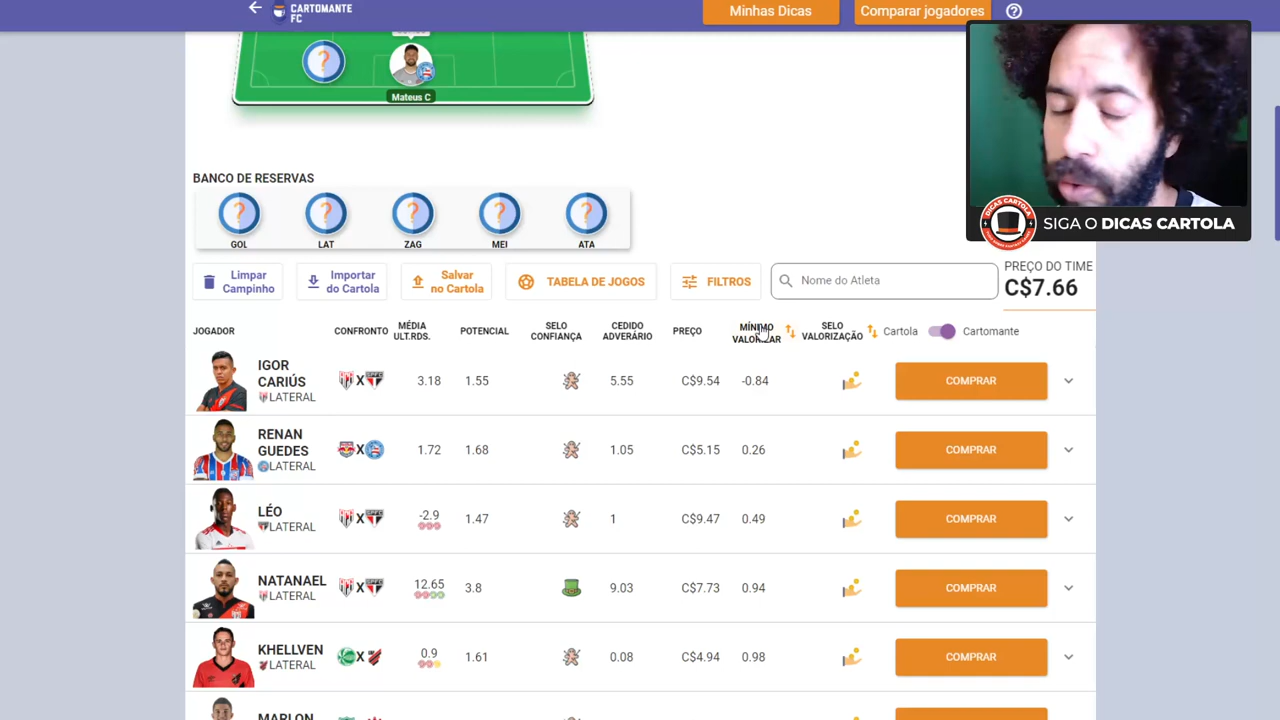 CARTOMANTE
FC
Minhas Dicas
Comparar jogadores
Mateus C
SIGA O DICAS CARTOLA
DICAS CARTOLA
BANCO DE RESERVAS
GOL LAT ZAG MEI ATA
Limpar
Campinho
Importar
do Cartola
Salvar
no Cartola
TABELA DE JOGOS
FILTROS
Nome do Atleta
PREÇO DO TIME
C$7.66
JOGADOR
CONFRONTO
MÉDIA
ULT.RDS.
POTENCIAL
SELO
CONFIANÇA
CEDIDO
ADVERÁRIO
PREÇO
MÍNIMO
VALORIZAR
SELO
VALORIZAÇÃO
Cartola
Cartomante
IGOR
CARIÚS
LATERAL
X
3.18 1.55 5.55 C$9.54 -0.84 COMPRAR
RENAN
GUEDES
LATERAL
X
1.72 1.68 1.05 C$5.15 0.26 COMPRAR
LÉO
LATERAL
X
-2.9 1.47 1 C$9.47 0.49 COMPRAR
NATANAEL
LATERAL
X
12.65 3.8 9.03 C$7.73 0.94 COMPRAR
KHELLVEN
LATERAL
X
0.9 1.61 0.08 C$4.94 0.98 COMPRAR
MARLON